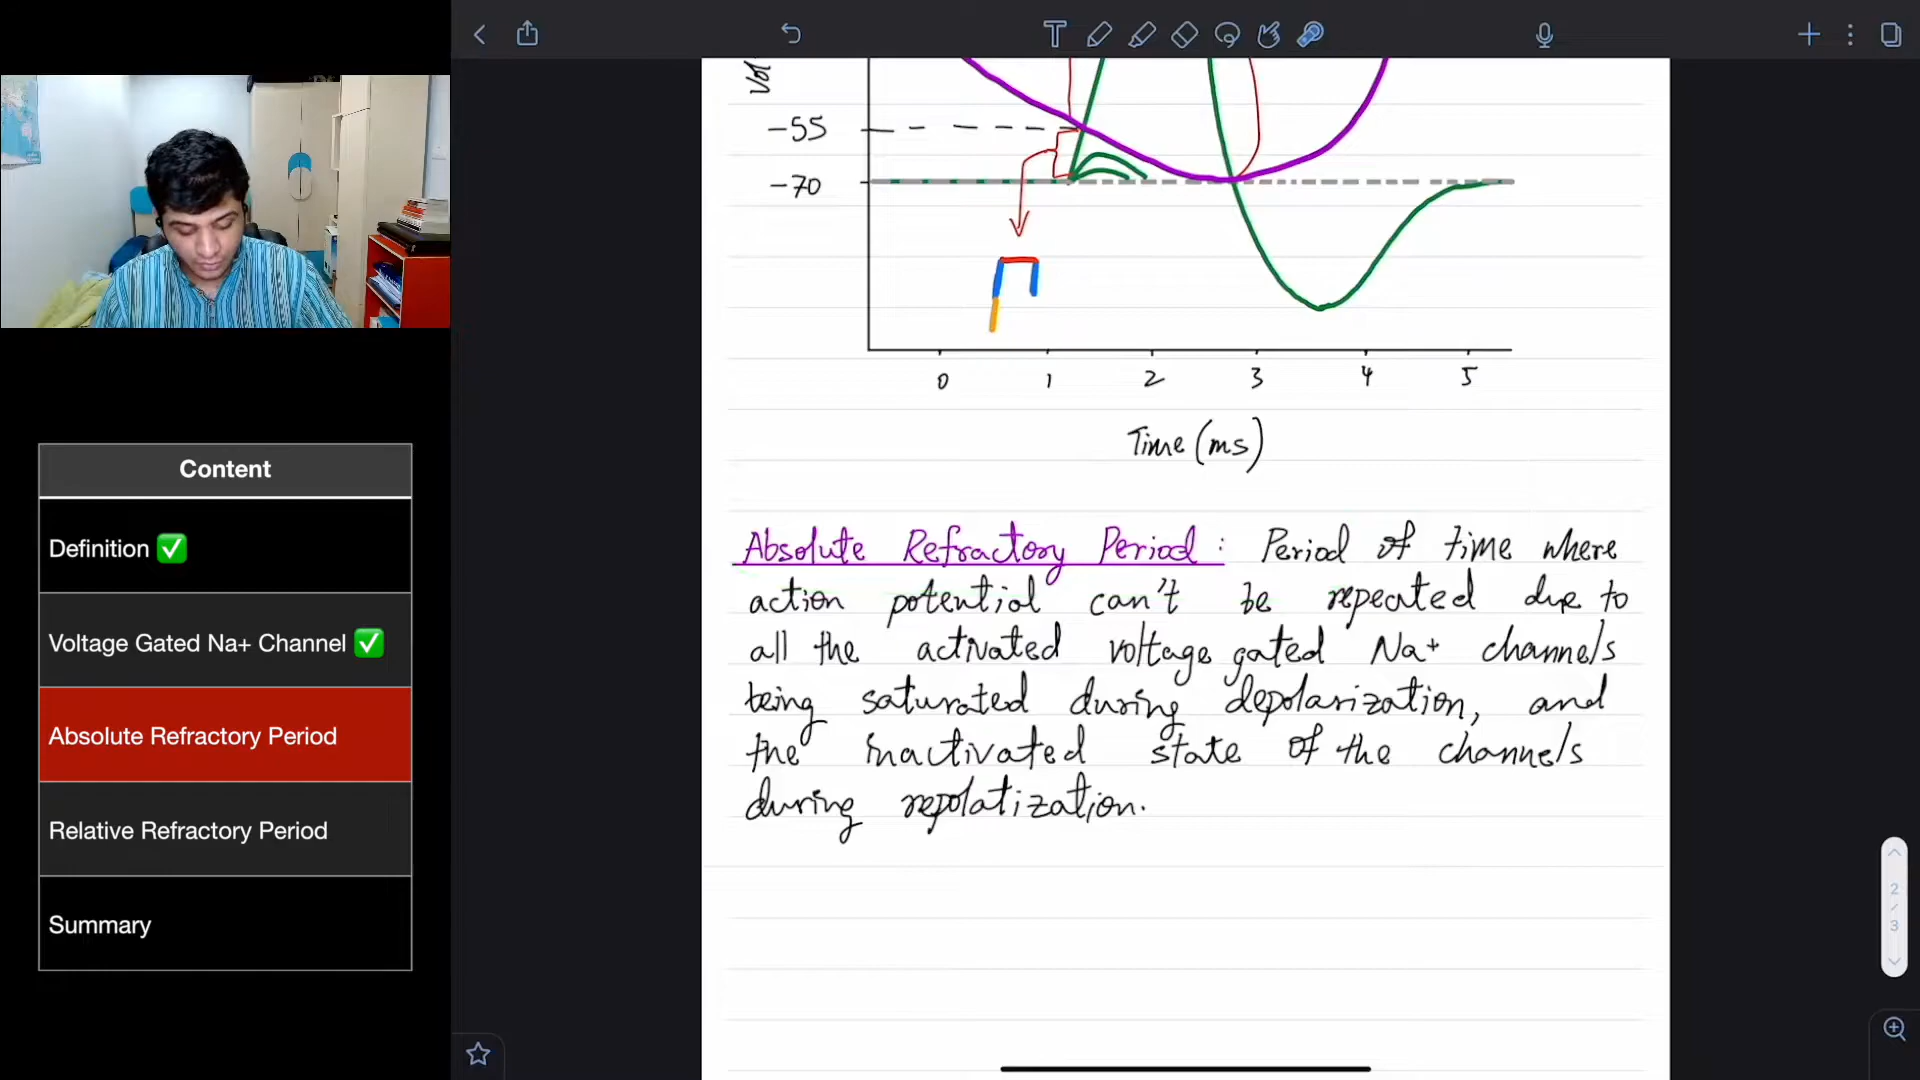 Content
Definition ✅
Voltage Gated Na+ Channel ✅
Absolute Refractory Period
Relative Refractory Period
Summary
Vol
-55
-70
0 1 2 3 4 5
Time (ms)
Absolute Refractory Period : Period of time where
action potential can't be repeated due to
all the activated voltage gated Na+ channels
being saturated during depolarization, and
the inactivated state of the channels
during repolatization.
2
/
3